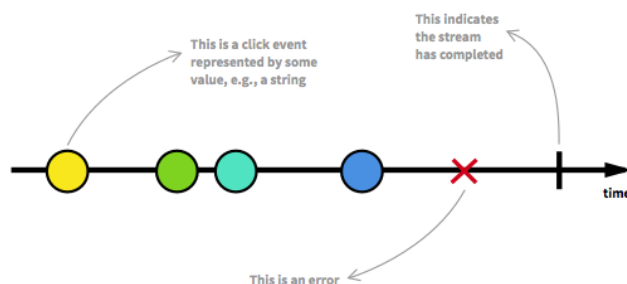 This is a click event
represented by some
value, e.g., a string
This indicates
the stream
has completed
time
This is an error